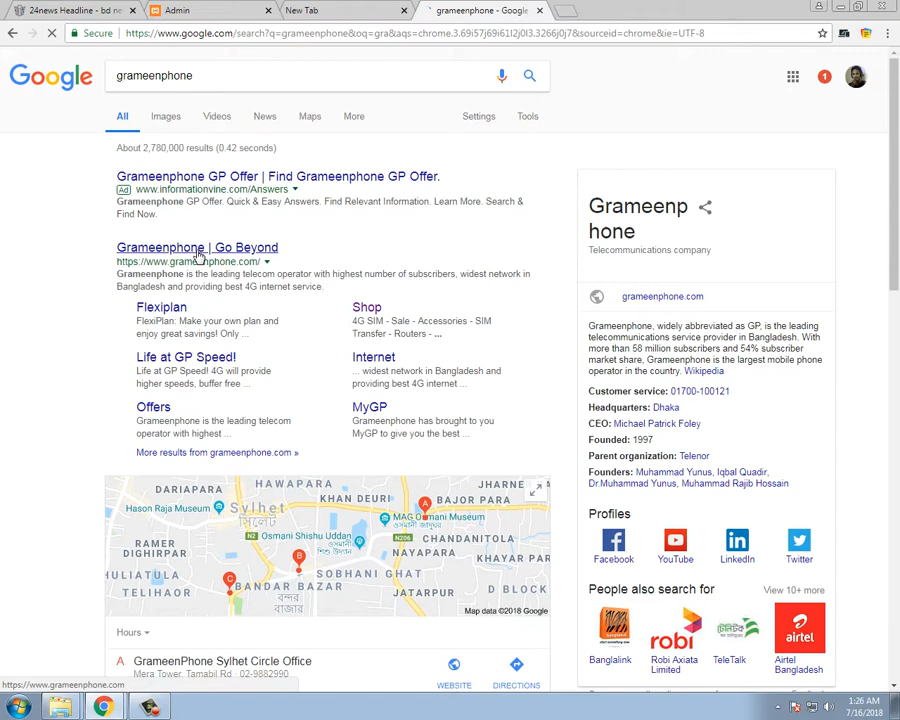 24news Headline - bd ne
Admin
New Tab
grameenphone - Google
Secure
https://www.google.com/search?q=grameenphone&oq=gra&aqs=chrome.3.69i57j69i61l2j0l3.3266j0j7&sourceid=chrome&ie=UTF-8
Google
grameenphone
1
All
Images
Videos
News
Maps
More
Settings
Tools
About 2,780,000 results (0.42 seconds)
Grameenphone GP Offer | Find Grameenphone GP Offer.
Ad www.informationvine.com/Answers
Grameenphone GP Offer. Quick & Easy Answers. Find Relevant Information. Learn More. Search &
Find Now.
Grameenphone | Go Beyond
https://www.grameenphone.com/
Grameenphone is the leading telecom operator with highest number of subscribers, widest network in
Bangladesh and providing best 4G internet service.
Flexiplan
FlexiPlan: Make your own plan and
enjoy great savings! Only ...
Shop
4G SIM - Sale - Accessories - SIM
Transfer - Routers - ...
Life at GP Speed!
Life at GP Speed! 4G will provide
higher speeds, buffer free ...
Internet
... widest network in Bangladesh and
providing best 4G internet ...
Offers
Grameenphone is the leading telecom
operator with highest ...
MyGP
Grameenphone has brought to you
MyGP to give you the best ...
More results from grameenphone.com »
DARIAPARA
HAWAPARA
KHAN DEURI
BAJOR PARA
A
Hason Raja Museum
Sylhet
সিলেট
MAG Osmani
Museum
ওসমানী জাদুঘর
N2
Osmani Shishu Uddan
ওসমানী শিশু উদ্যান
N206
CHANDANITOLA
RAMER
DIGHIRPAR
B
NAYAPARA
KHAR PAR
HULIATULA
TELIHAOR
C
SOBHANI GHAT
BANDAR BAZAR
বন্দর
বাজার
JATARPUR
D BLOCK
Map data ©2018 Google
Hours
A GrameenPhone Sylhet Circle Office
Mera Tower, Tamabil Rd · 02-9882990
WEBSITE
DIRECTIONS
Grameenp
hone
Telecommunications company
grameenphone.com
Grameenphone, widely abbreviated as GP, is the leading
telecommunications service provider in Bangladesh. With
more than 58 million subscribers and 54% subscriber
market share, Grameenphone is the largest mobile phone
operator in the country. Wikipedia
Customer service: 01700-100121
Headquarters: Dhaka
CEO: Michael Patrick Foley
Founded: 1997
Parent organization: Telenor
Founders: Muhammad Yunus, Iqbal Quadir,
Dr.Muhammad Yunus, Muhammad Rajib Hossain
Profiles
Facebook
YouTube
LinkedIn
Twitter
People also search for
View 10+ more
robi
airtel
Banglalink
Robi Axiata
Limited
TeleTalk
Airtel
Bangladesh
https://www.grameenphone.com
1:26 AM
7/16/2018